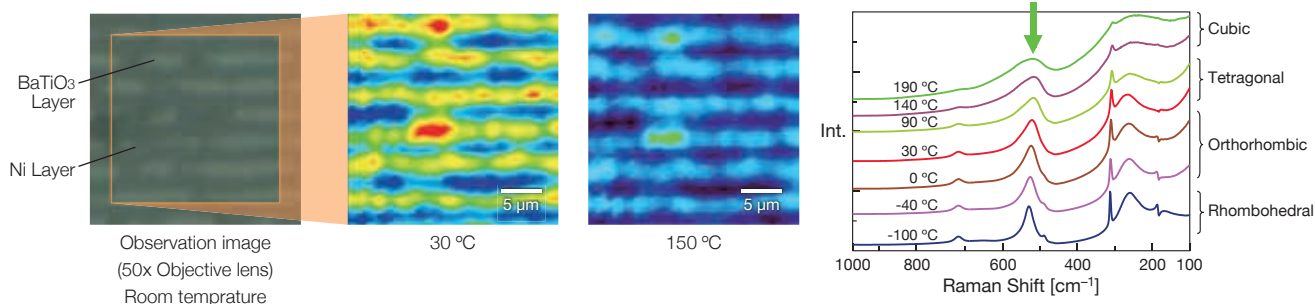 BaTiO3
Layer
Ni Layer
Observation image
(50x Objective lens)
Room temprature
5 µm
30 ºC
5 µm
150 ºC
Int.
190 ºC
140 ºC
90 ºC
30 ºC
0 ºC
-40 ºC
-100 ºC
Cubic
Tetragonal
Orthorhombic
Rhombohedral
1000 800 600 400 200 100
Raman Shift [cm–1]